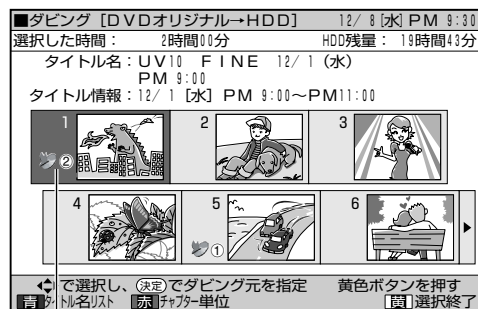 ■ダビング [DVDオリジナル→HDD] 12/ 8 [水] PM 9:30
選択した時間： 2時間00分 HDD残量： 19時間43分
タイトル名：UV10 FINE 12/ 1 (水)
PM 9:00
タイトル情報：12/ 1 [水] PM 9:00〜PM11:00
1 2 3
②
4 5 6
①
で選択し、決定でダビング元を指定 黄色ボタンを押す
青 タイトル名リスト 赤 チャプター単位 黄 選択終了